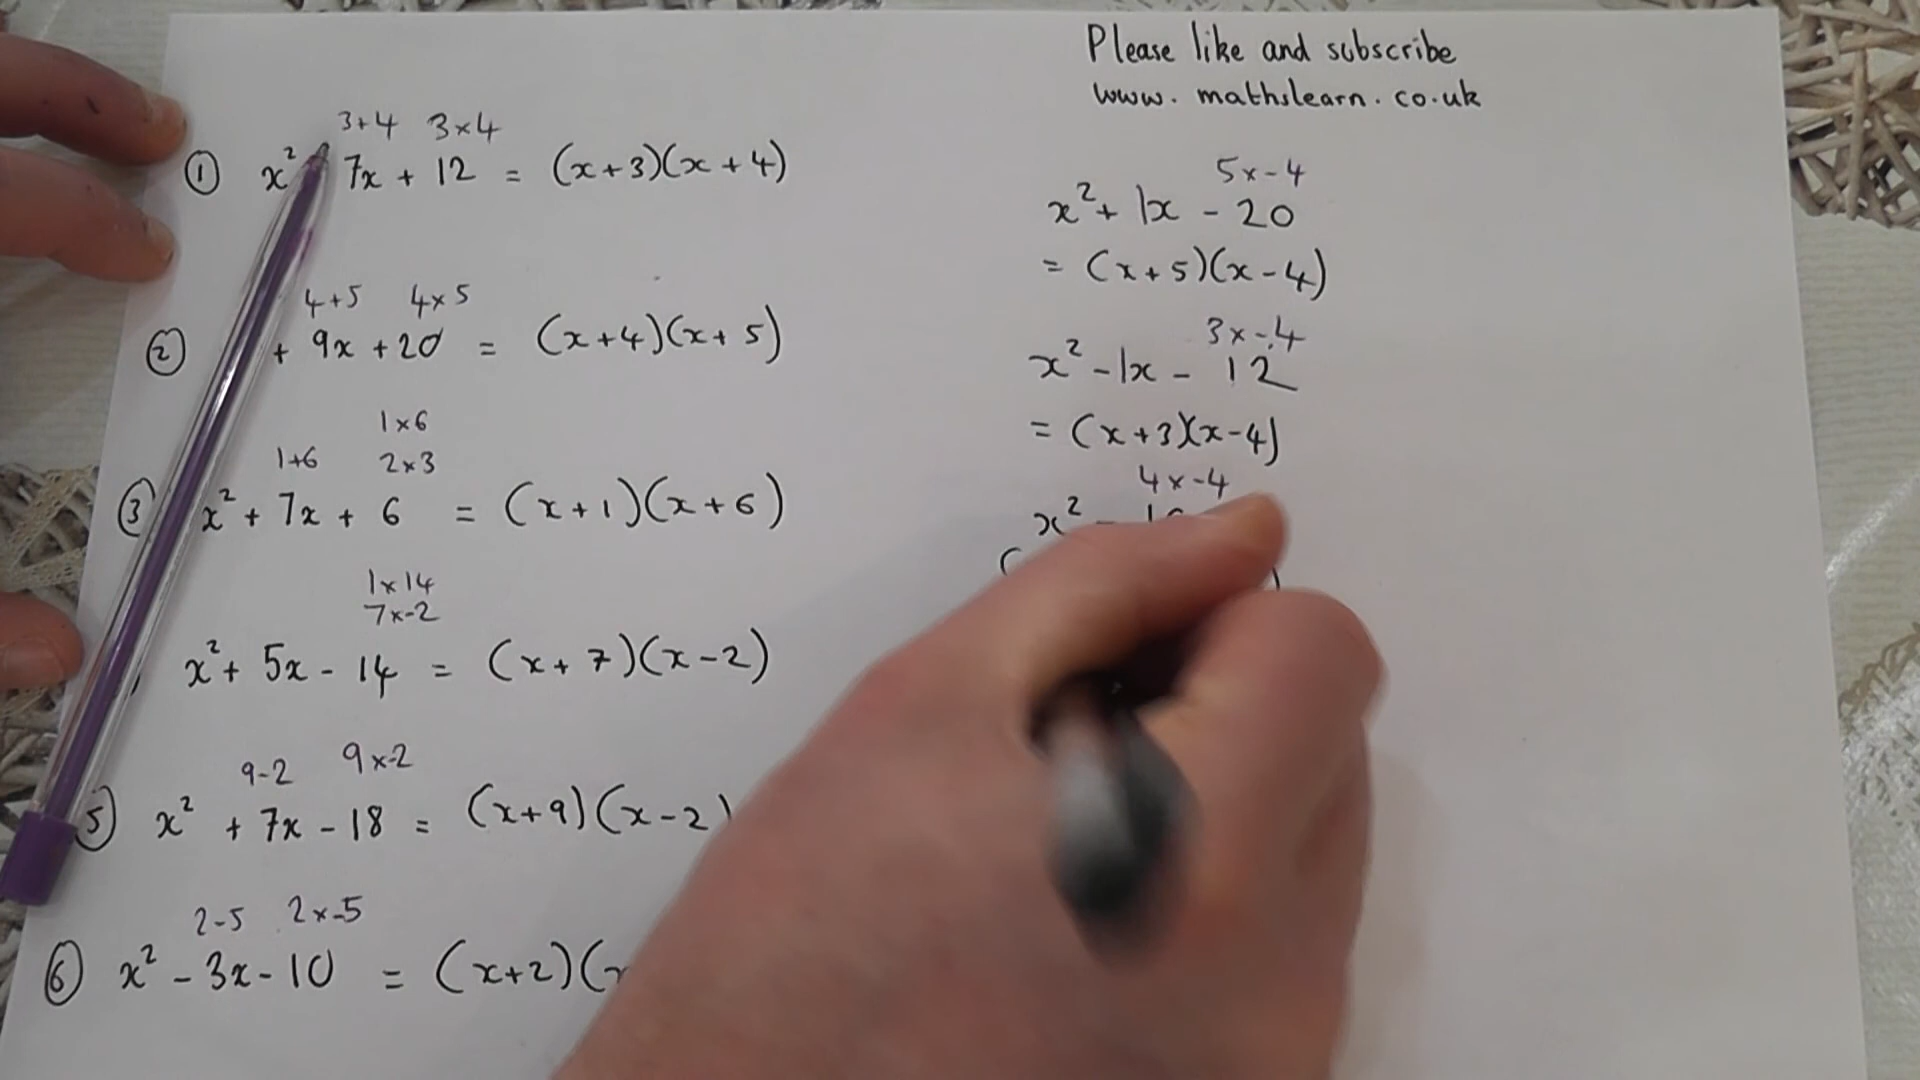 3+4 3×4
① x² 7x + 12 = (x+3)(x+4)
4+5 4×5
② + 9x +20 = (x+4)(x+5)
1×6
1+6 2×3
③ x² + 7x + 6 = (x+1)(x+6)
1×14
7×-2
x² + 5x - 14 = (x+7)(x-2)
9-2 9×-2
⑤ x² + 7x - 18 = (x+9)(x-2)
2-5 2×-5
⑥ x² - 3x - 10 = (x+2)(x
Please like and subscribe
www.mathslearn.co.uk
5×-4
x² + 1x - 20
= (x+5)(x-4)
3×-4
x² - 1x - 12
= (x+3)(x-4)
4×-4
x² -